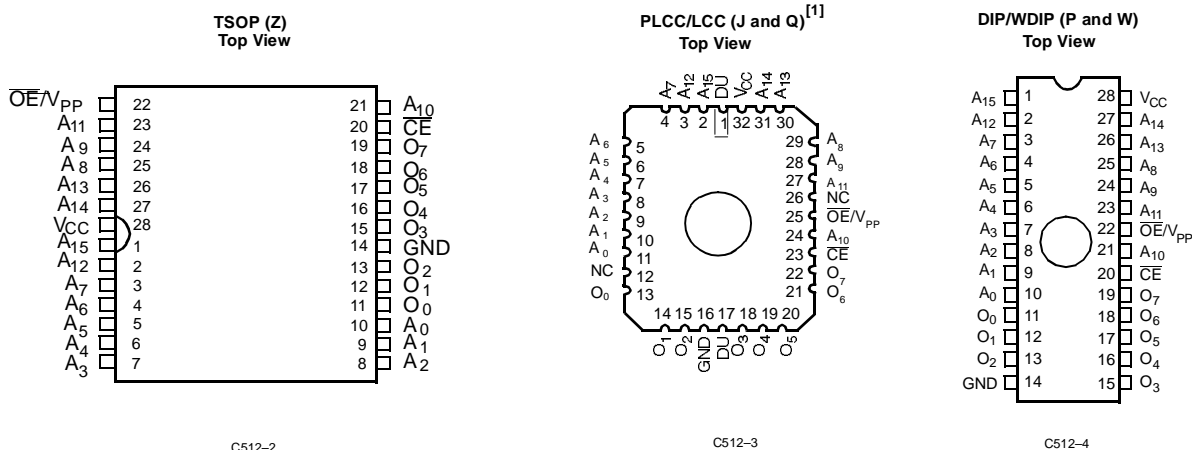 TSOP (Z)
Top View
OE/VPP 22
A11 23
A9 24
A8 25
A13 26
A14 27
VCC 28
A15 1
A12 2
A7 3
A6 4
A5 5
A4 6
A3 7
21 A10
20 CE
19 O7
18 O6
17 O5
16 O4
15 O3
14 GND
13 O2
12 O1
11 O0
10 A0
9 A1
8 A2
C512–2
PLCC/LCC (J and Q)[1]
Top View
A7 A12 A15 DU VCC A14 A13
4 3 2 1 32 31 30
A6 5
A5 6
A4 7
A3 8
A2 9
A1 10
A0 11
NC 12
O0 13
29 A8
28 A9
27 A11
26 NC
25 OE/VPP
24 A10
23 CE
22 O7
21 O6
14 15 16 17 18 19 20
O1 O2 GND DU O3 O4 O5
C512–3
DIP/WDIP (P and W)
Top View
A15 1
A12 2
A7 3
A6 4
A5 5
A4 6
A3 7
A2 8
A1 9
A0 10
O0 11
O1 12
O2 13
GND 14
28 VCC
27 A14
26 A13
25 A8
24 A9
23 A11
22 OE/VPP
21 A10
20 CE
19 O7
18 O6
17 O5
16 O4
15 O3
C512–4